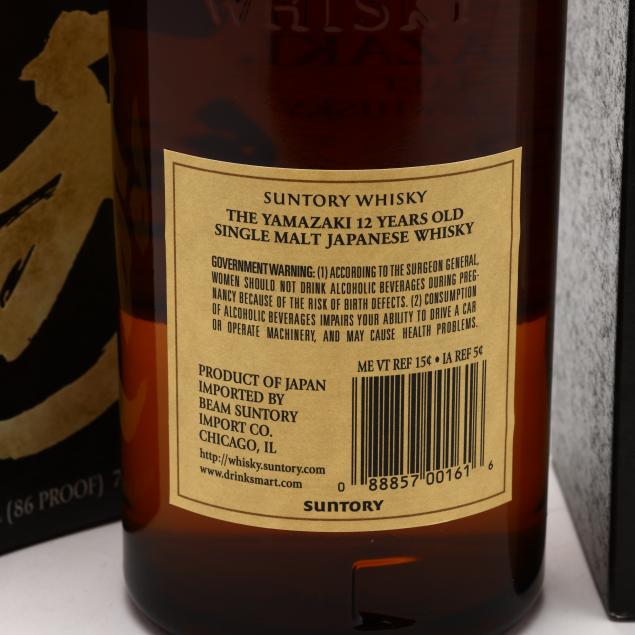 WHISKY
SUNTORY WHISKY
THE YAMAZAKI 12 YEARS OLD
SINGLE MALT JAPANESE WHISKY
GOVERNMENT WARNING: (1) ACCORDING TO THE SURGEON GENERAL,
WOMEN SHOULD NOT DRINK ALCOHOLIC BEVERAGES DURING PREG-
NANCY BECAUSE OF THE RISK OF BIRTH DEFECTS. (2) CONSUMPTION
OF ALCOHOLIC BEVERAGES IMPAIRS YOUR ABILITY TO DRIVE A CAR
OR OPERATE MACHINERY, AND MAY CAUSE HEALTH PROBLEMS.
ME VT REF 15¢ • IA REF 5¢
PRODUCT OF JAPAN
IMPORTED BY
BEAM SUNTORY
IMPORT CO.
CHICAGO, IL
http://whisky.suntory.com
www.drinksmart.com
0 88857 00161 6
SUNTORY
(86 PROOF) 7